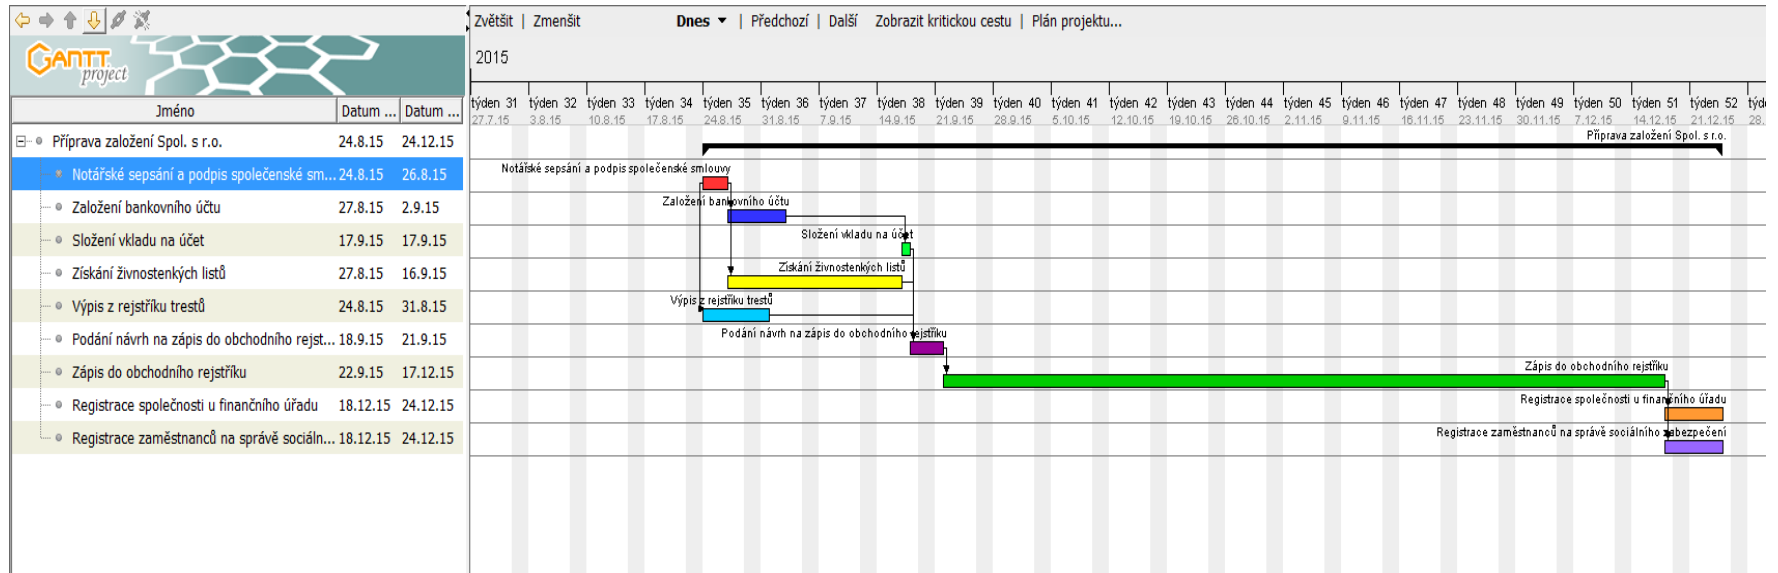 Zvětšit | Zmenšit Dnes ▼ | Předchozí | Další Zobrazit kritickou cestu | Plán projektu...
GANTT
project
2015
Jméno Datum ... Datum ...
týden 31 týden 32 týden 33 týden 34 týden 35 týden 36 týden 37 týden 38 týden 39 týden 40 týden 41 týden 42 týden 43 týden 44 týden 45 týden 46 týden 47 týden 48 týden 49 týden 50 týden 51 týden 52 týd
27.7.15 3.8.15 10.8.15 17.8.15 24.8.15 31.8.15 7.9.15 14.9.15 21.9.15 28.9.15 5.10.15 12.10.15 19.10.15 26.10.15 2.11.15 9.11.15 16.11.15 23.11.15 30.11.15 7.12.15 14.12.15 21.12.15 28.
Příprava založení Spol. s r.o. 24.8.15 24.12.15
Příprava založení Spol. s r.o.
Notářské sepsání a podpis společenské sm... 24.8.15 26.8.15
Notářské sepsání a podpis společenské smlouvy
Založení bankovního účtu 27.8.15 2.9.15
Založení bankovního účtu
Složení vkladu na účet 17.9.15 17.9.15
Složení vkladu na účet
Získání živnostenkých listů 27.8.15 16.9.15
Získání živnostenkých listů
Výpis z rejstříku trestů 24.8.15 31.8.15
Výpis z rejstříku trestů
Podání návrh na zápis do obchodního rejst... 18.9.15 21.9.15
Podání návrh na zápis do obchodního rejstříku
Zápis do obchodního rejstříku 22.9.15 17.12.15
Zápis do obchodního rejstříku
Registrace společnosti u finančního úřadu 18.12.15 24.12.15
Registrace společnosti u finančního úřadu
Registrace zaměstnanců na správě sociáln... 18.12.15 24.12.15
Registrace zaměstnanců na správě sociálního zabezpečení